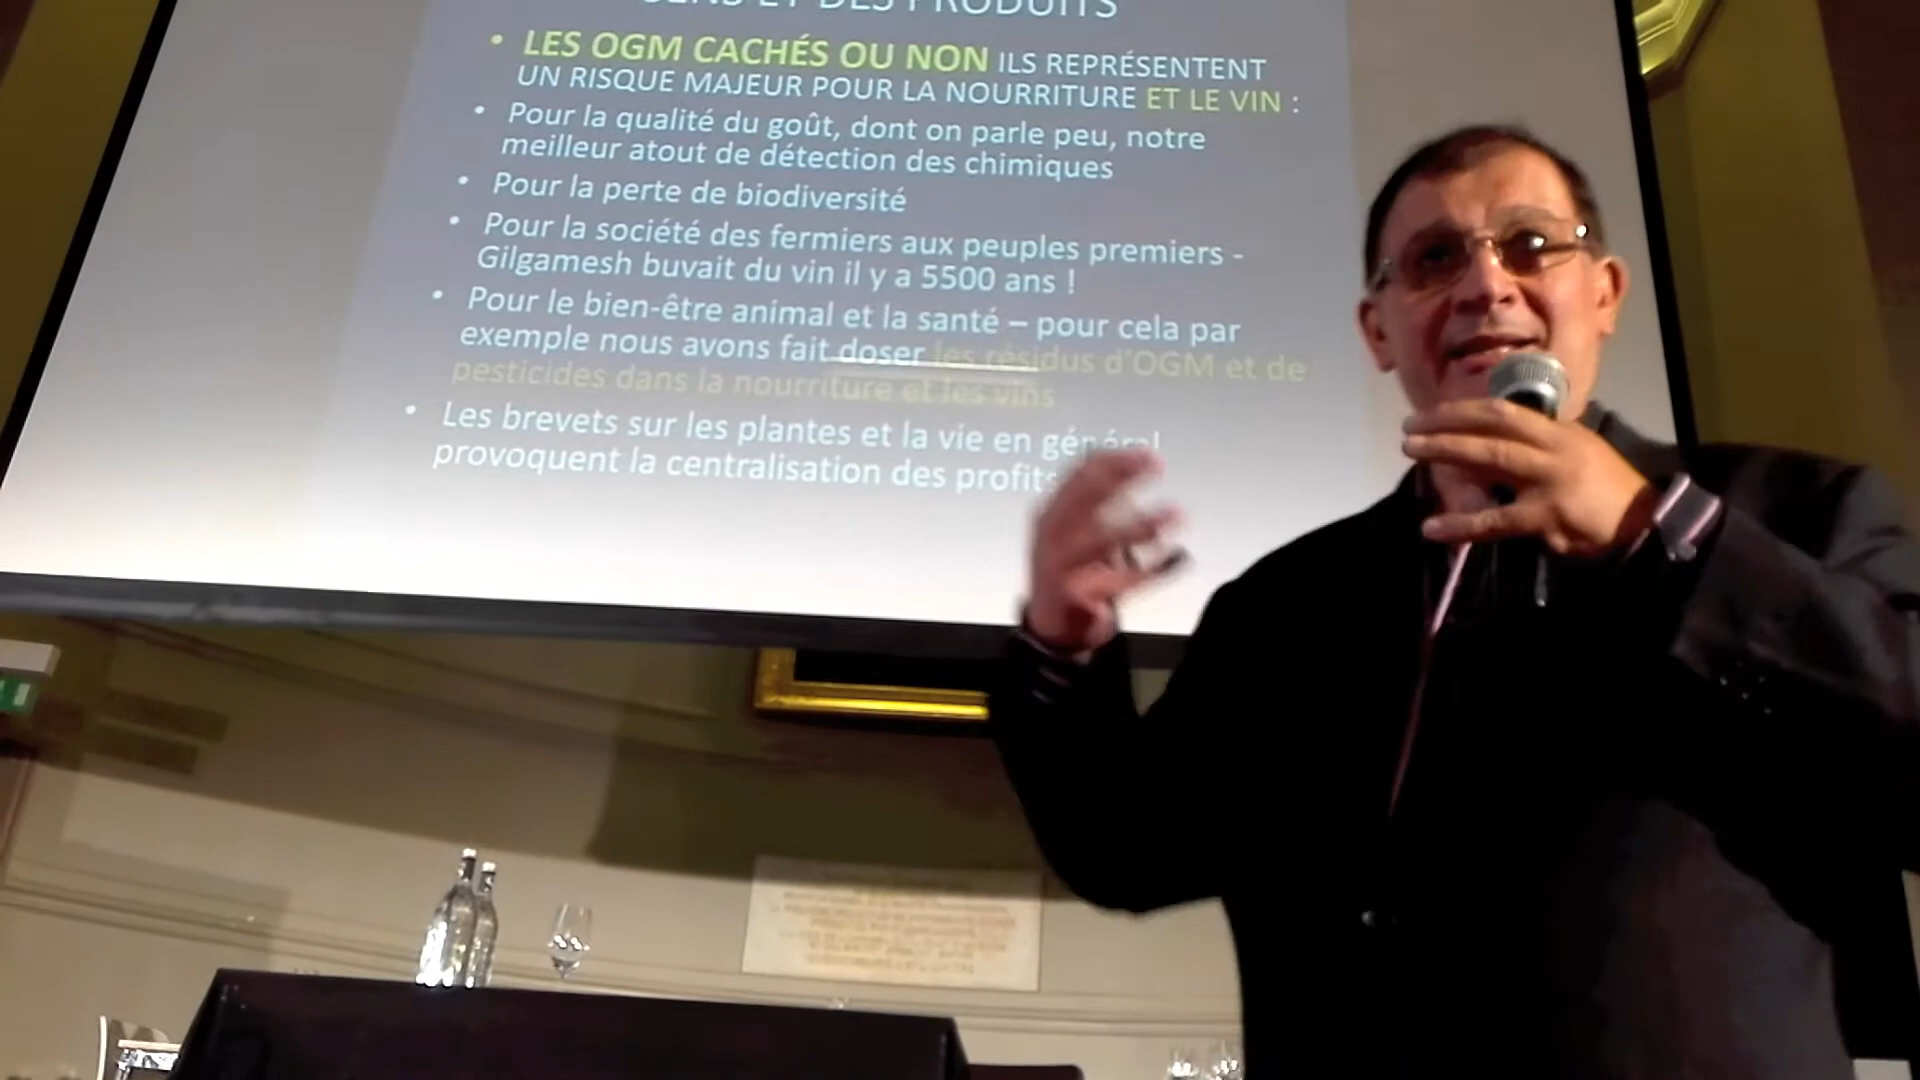 ET DES PRODUITS
• LES OGM CACHÉS OU NON ILS REPRÉSENTENT
UN RISQUE MAJEUR POUR LA NOURRITURE ET LE VIN :
• Pour la qualité du goût, dont on parle peu, notre
meilleur atout de détection des chimiques
• Pour la perte de biodiversité
• Pour la société des fermiers aux peuples premiers -
Gilgamesh buvait du vin il y a 5500 ans !
• Pour le bien-être animal et la santé – pour cela par
exemple nous avons fait doser les résidus d'OGM et de
pesticides dans la nourriture et les vins
• Les brevets sur les plantes et la vie en général
provoquent la centralisation des profits